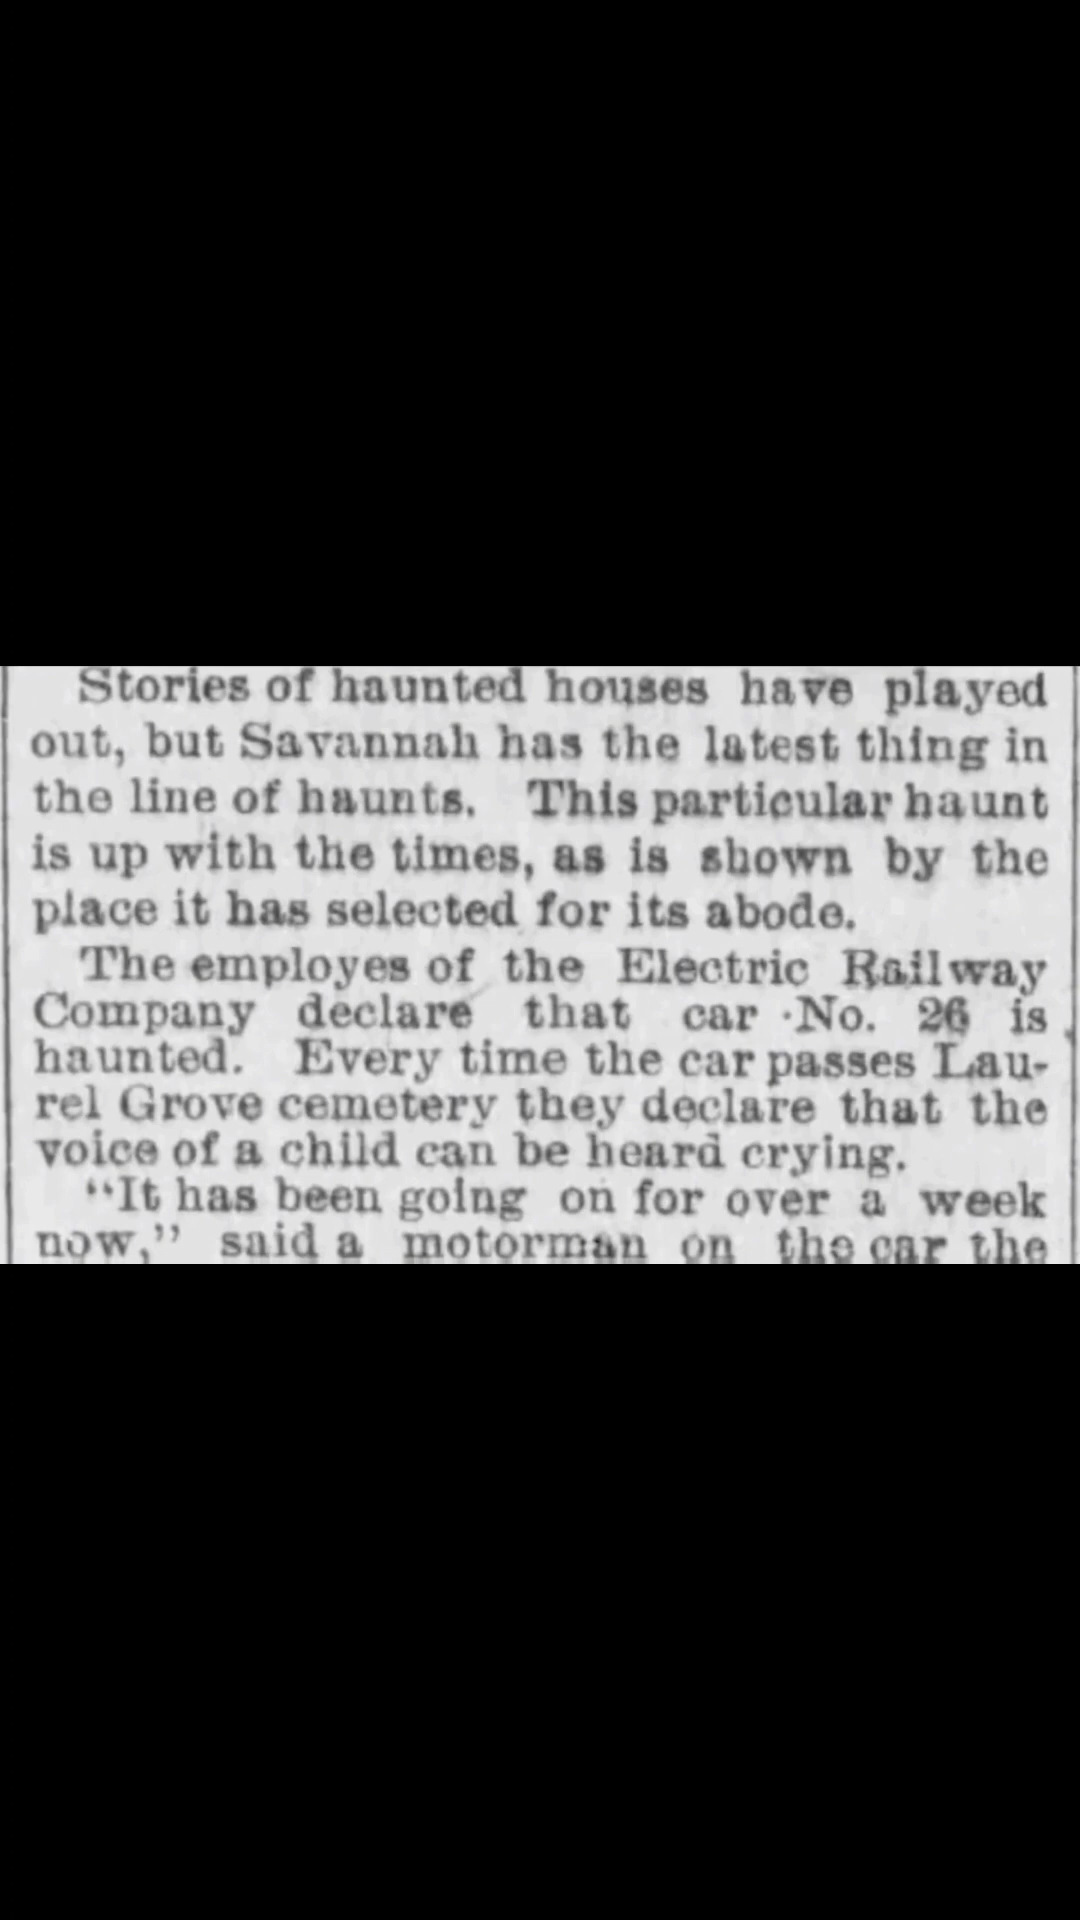 Stories of haunted houses have played
out, but Savannah has the latest thing in
the line of haunts. This particular haunt
is up with the times, as is shown by the
place it has selected for its abode.
The employes of the Electric Railway
Company declare that car No. 26 is
haunted. Every time the car passes Lau-
rel Grove cemetery they declare that the
voice of a child can be heard crying.
"It has been going on for over a week
now," said a motorman on the car the